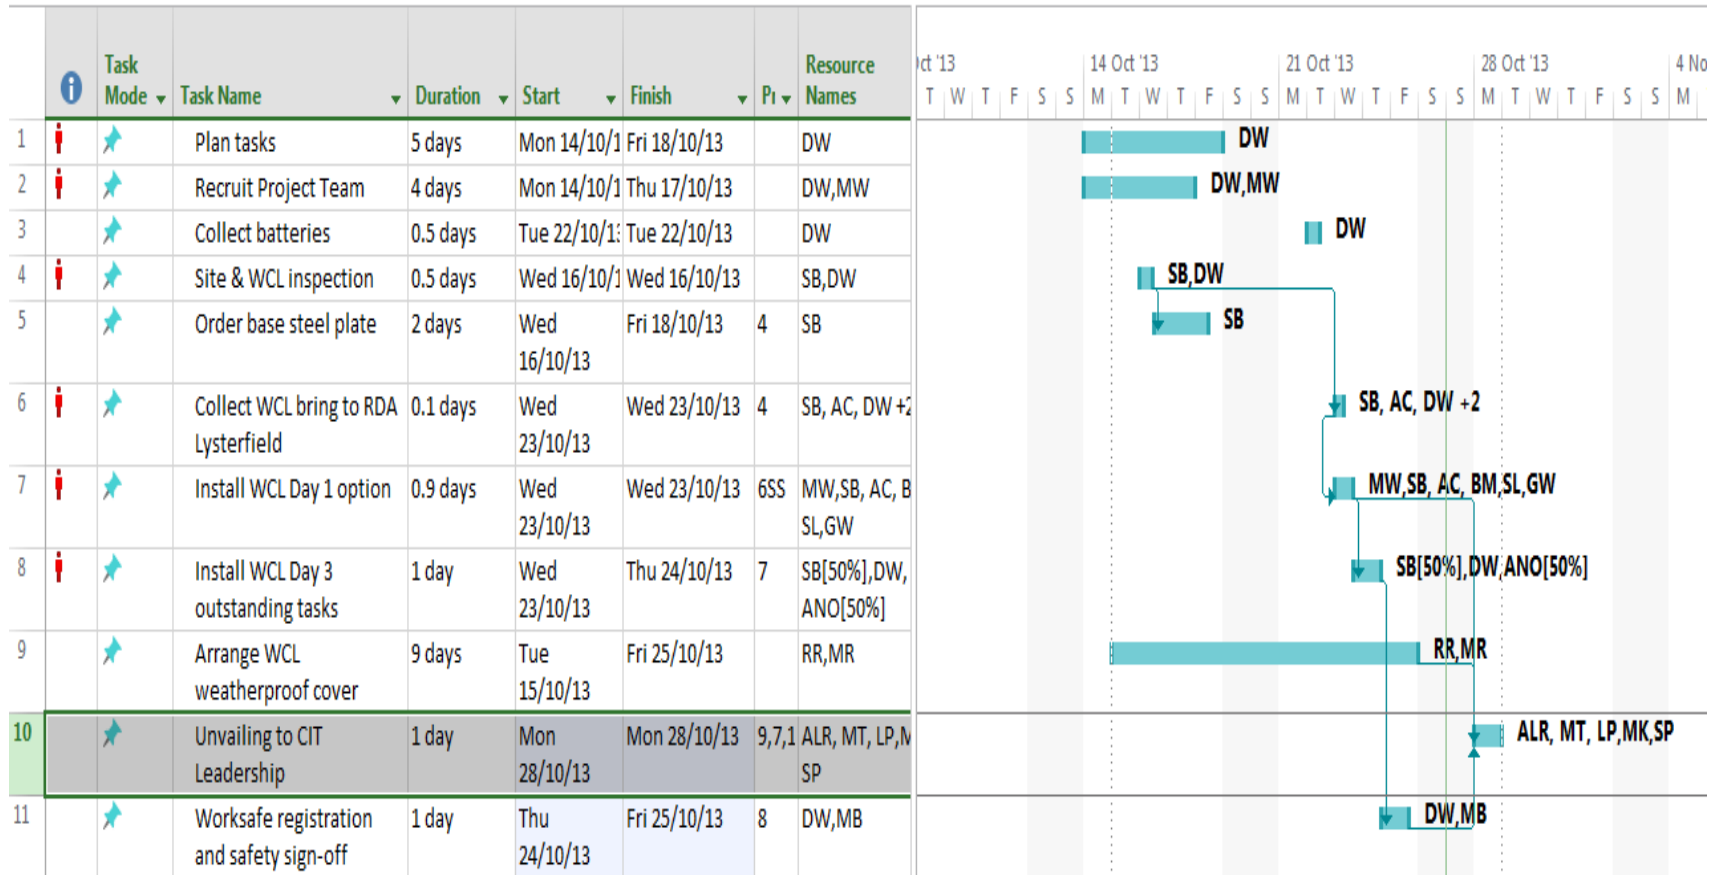 Task
Mode Task Name Duration Start Finish Resource
Names
14 Oct '13 21 Oct '13 28 Oct '13
T W T F S S M T W T F S S M T W T F S S M T W T F S S M
1 Plan tasks 5 days Mon 14/10/1 Fri 18/10/13 DW DW
2 Recruit Project Team 4 days Mon 14/10/1 Thu 17/10/13 DW,MW DW,MW
3 Collect batteries 0.5 days Tue 22/10/1 Tue 22/10/13 DW DW
4 Site & WCL inspection 0.5 days Wed 16/10/1 Wed 16/10/13 SB,DW SB,DW
5 Order base steel plate 2 days Wed Fri 18/10/13 4 SB SB
16/10/13
6 Collect WCL bring to RDA 0.1 days Wed Wed 23/10/13 4 SB, AC, DW +2 SB, AC, DW +2
Lysterfield 23/10/13
7 Install WCL Day 1 option 0.9 days Wed Wed 23/10/13 6SS MW,SB, AC, B MW,SB, AC, BM,SL,GW
23/10/13 SL,GW
8 Install WCL Day 3 1 day Wed Thu 24/10/13 7 SB[50%],DW, SB[50%],DW,ANO[50%]
outstanding tasks 23/10/13 ANO[50%]
9 Arrange WCL 9 days Tue Fri 25/10/13 RR,MR RR,MR
weatherproof cover 15/10/13
10 Unvailing to CIT 1 day Mon Mon 28/10/13 9,7,1 ALR, MT, LP,M ALR, MT, LP,MK,SP
Leadership 28/10/13 SP
11 Worksafe registration 1 day Thu Fri 25/10/13 8 DW,MB DW,MB
and safety sign-off 24/10/13